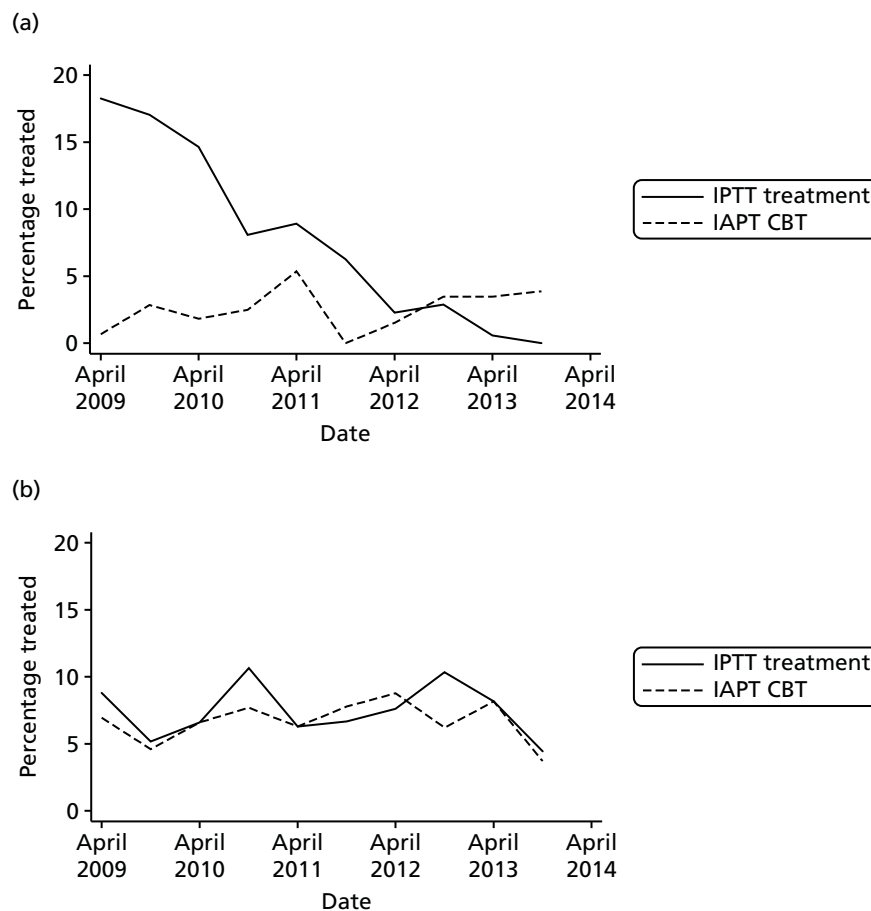 (a)
20
15
10
5
0
Percentage treated
April 2009
April 2010
April 2011
April 2012
April 2013
April 2014
Date
IPTT treatment
IAPT CBT
(b)
20
15
10
5
0
Percentage treated
April 2009
April 2010
April 2011
April 2012
April 2013
April 2014
Date
IPTT treatment
IAPT CBT